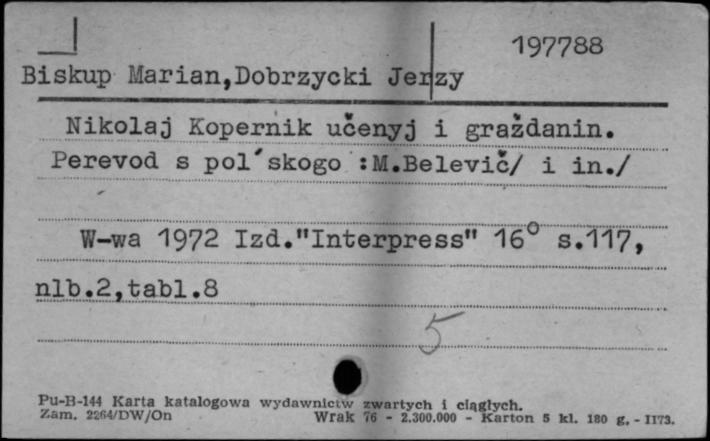 197788
Biskup Marian,Dobrzycki Jerzy
Nikolaj Kopernik učenyj i graždanin.
Perevod s pol´skogo :M.Belevič/ i in./
W-wa 1972 Izd."Interpress" 16° s.117,
nlb.2,tabl.8
5
Pu-B-144 Karta katalogowa wydawnictw zwartych i ciągłych.
Zam. 2264/DW/On Wrak 76 - 2.300.000 - Karton 5 kl. 180 g. - II73.